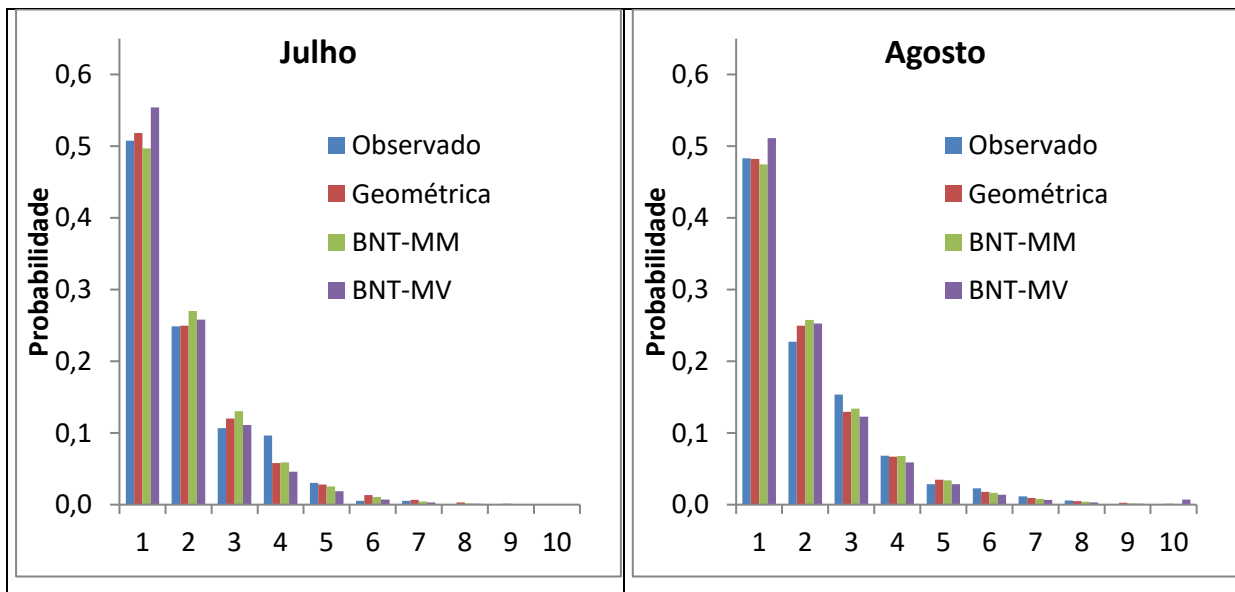 Julho
0,6
0,5
0,4
0,3
0,2
0,1
0,0
Probabilidade
Observado
Geométrica
BNT-MM
BNT-MV
1 2 3 4 5 6 7 8 9 10
Agosto
0,6
0,5
0,4
0,3
0,2
0,1
0,0
Probabilidade
Observado
Geométrica
BNT-MM
BNT-MV
1 2 3 4 5 6 7 8 9 10